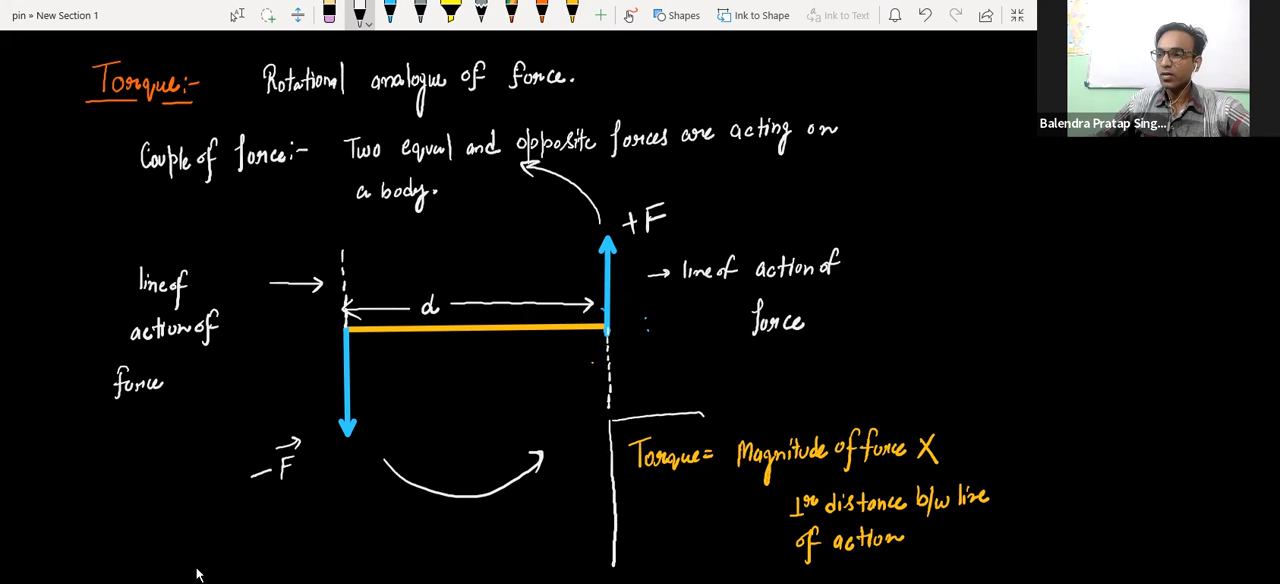 pin » New Section 1
Shapes
Ink to Shape
Ink to Text
Balendra Pratap Sing...
Torque:- Rotational analogue of force.
Couple of force:- Two equal and opposite forces are acting on
a body.
+F
line of
action of
force
→ line of action of
force
d
-F
Torque = Magnitude of force X
⊥ar distance b/w line
of action